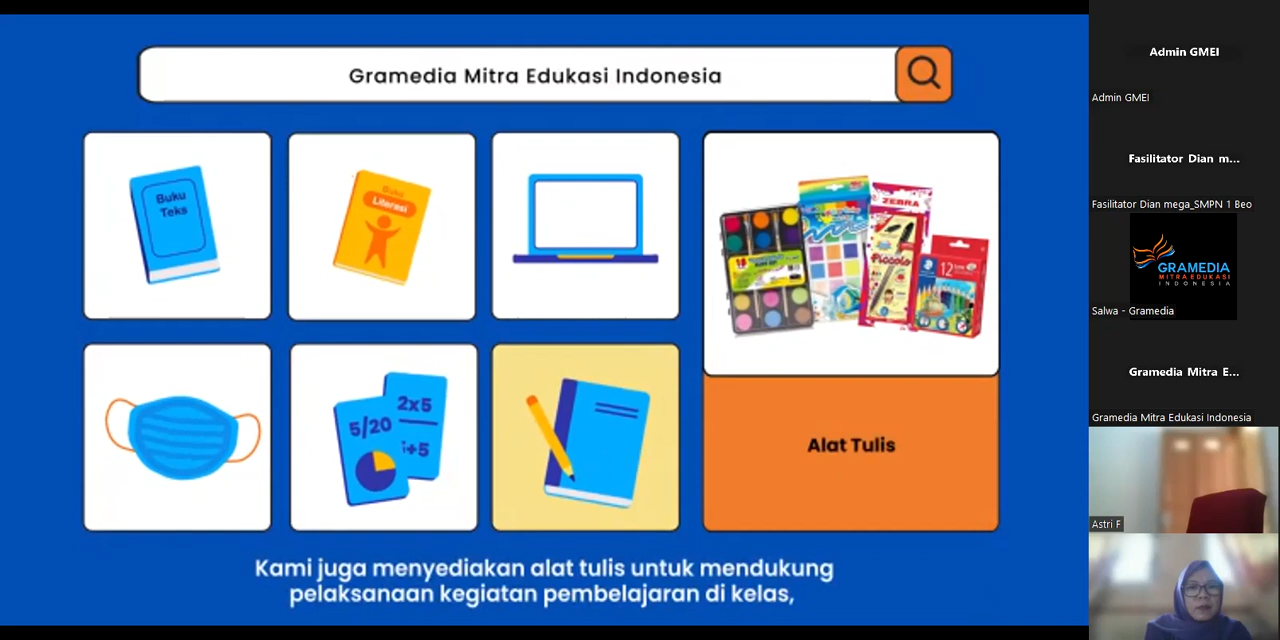 Gramedia Mitra Edukasi Indonesia
Buku
Teks
Buku
Literasi
ZEBRA
Piccolo
12
5/20
2x5
i+5
Alat Tulis
Kami juga menyediakan alat tulis untuk mendukung
pelaksanaan kegiatan pembelajaran di kelas,
Admin GMEI
Admin GMEI
Fasilitator Dian m...
Fasilitator Dian mega_SMPN 1 Beo
GRAMEDIA
MITRA EDUKASI
INDONESIA
Salwa - Gramedia
Gramedia Mitra E...
Gramedia Mitra Edukasi Indonesia
Astri F